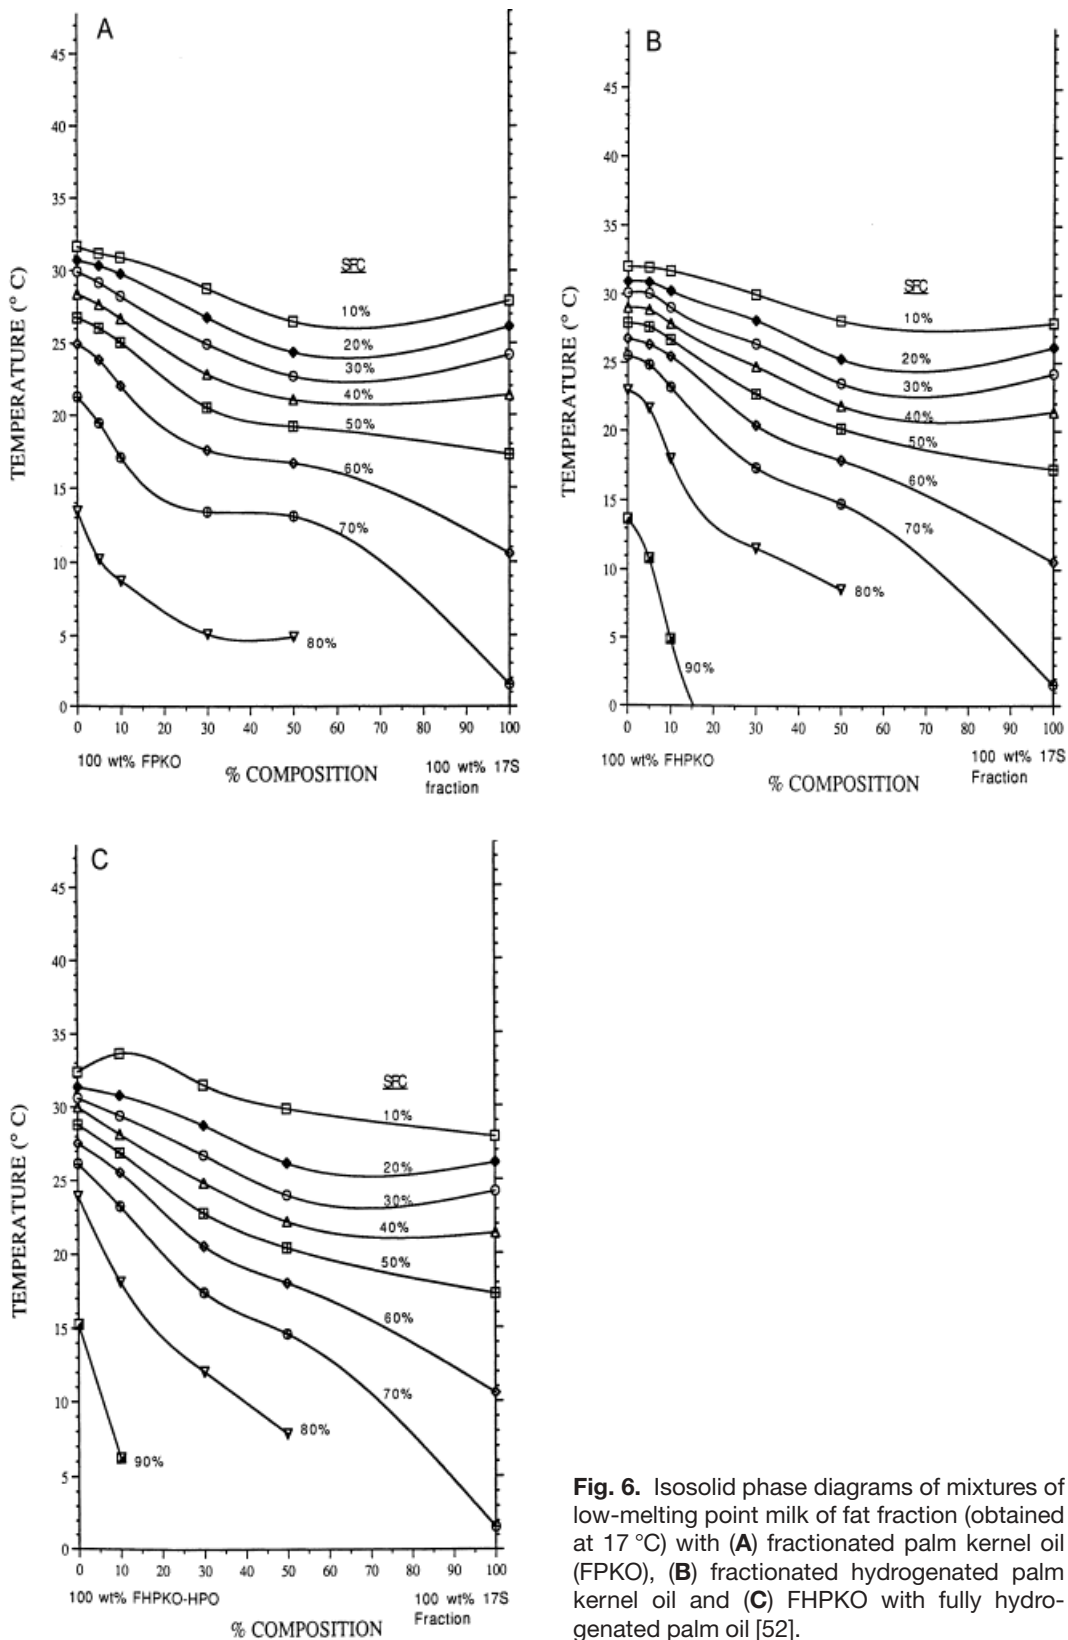 A
45
40
35
30
25
20
15
10
5
0
TEMPERATURE (° C)
SFC
10%
20%
30%
40%
50%
60%
70%
80%
0 10 20 30 40 50 60 70 80 90 100
100 wt% FPKO
% COMPOSITION
100 wt% 17S
fraction
B
45
40
35
30
25
20
15
10
5
0
TEMPERATURE (° C)
SFC
10%
20%
30%
40%
50%
60%
70%
80%
90%
0 10 20 30 40 50 60 70 80 90 100
100 wt% FHPKO
% COMPOSITION
100 wt% 17S
Fraction
C
45
40
35
30
25
20
15
10
5
0
TEMPERATURE (° C)
SFC
10%
20%
30%
40%
50%
60%
70%
80%
90%
0 10 20 30 40 50 60 70 80 90 100
100 wt% FHPKO-HPO
% COMPOSITION
100 wt% 17S
Fraction
Fig. 6. Isosolid phase diagrams of mixtures of
low-melting point milk of fat fraction (obtained
at 17 °C) with (A) fractionated palm kernel oil
(FPKO), (B) fractionated hydrogenated palm
kernel oil and (C) FHPKO with fully hydro-
genated palm oil [52].